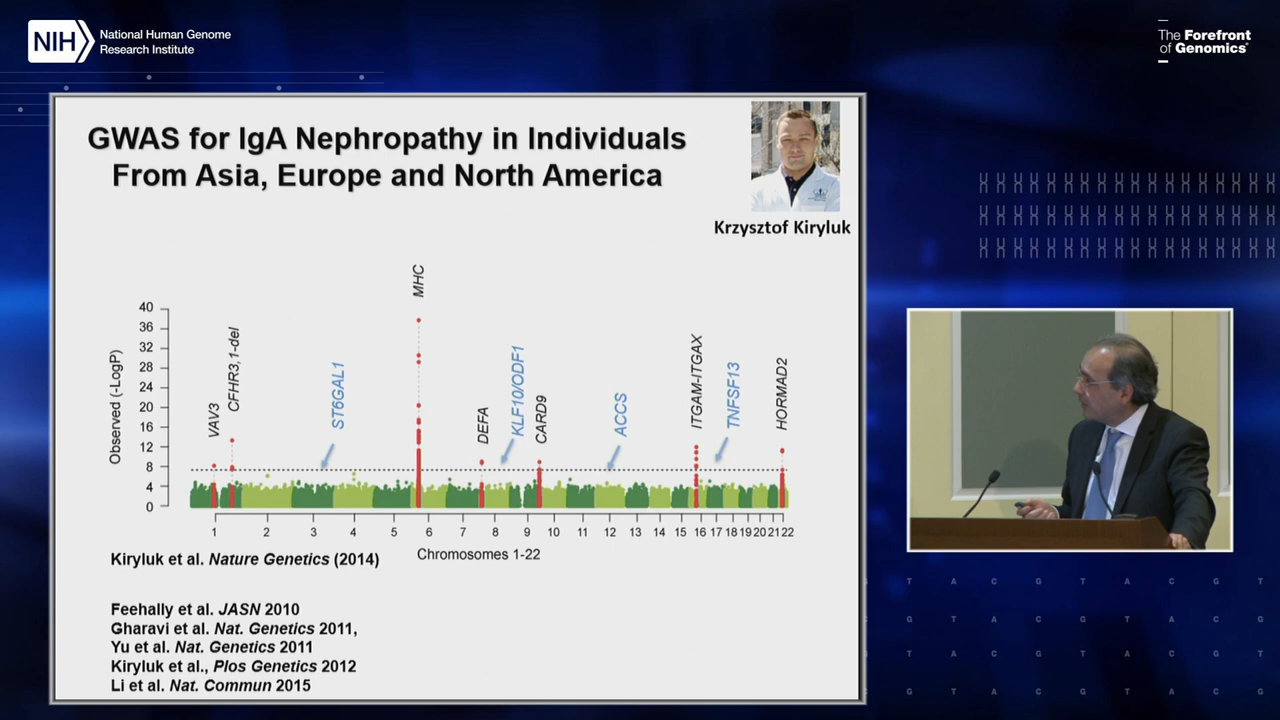 NIH
National Human Genome
Research Institute
The Forefront
of Genomics®
GWAS for IgA Nephropathy in Individuals
From Asia, Europe and North America
Krzysztof Kiryluk
Observed (-LogP)
40
36
32
28
24
20
16
12
8
4
0
VAV3
CFHR3,1-del
ST6GAL1
MHC
DEFA
KLF10/ODF1
CARD9
ACCS
ITGAM-ITGAX
TNFSF13
HORMAD2
1 2 3 4 5 6 7 8 9 10 11 12 13 14 15 16 17 18 19 20 21 22
Chromosomes 1-22
Kiryluk et al. Nature Genetics (2014)
Feehally et al. JASN 2010
Gharavi et al. Nat. Genetics 2011,
Yu et al. Nat. Genetics 2011
Kiryluk et al., Plos Genetics 2012
Li et al. Nat. Commun 2015
T A C G T A C G T
T A C G T A C G
T A C G T A C G
T A C G T A C G